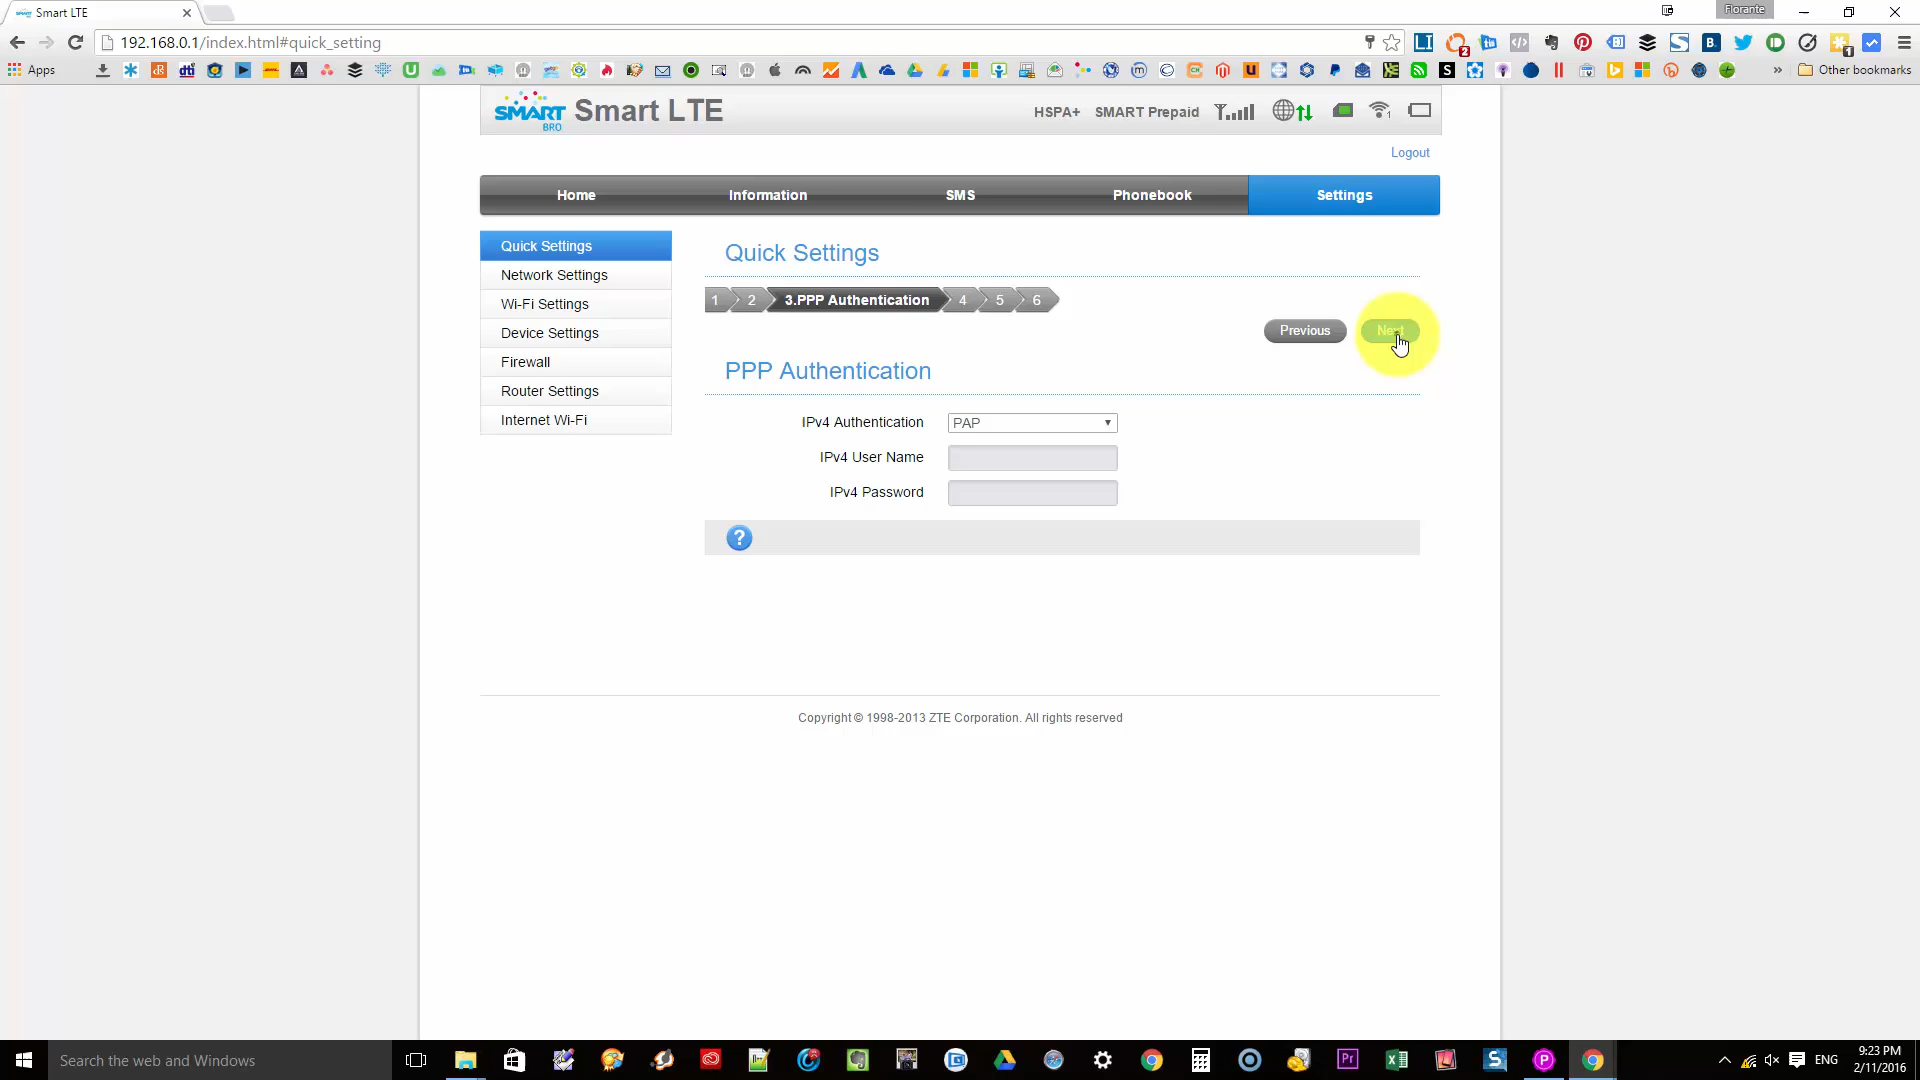 Smart LTE
Florante
192.168.0.1/index.html#quick_setting
Apps
Other bookmarks
SMART
BRO
Smart LTE
HSPA+
SMART Prepaid
1
Logout
Home
Information
SMS
Phonebook
Settings
Quick Settings
Network Settings
Wi-Fi Settings
Device Settings
Firewall
Router Settings
Internet Wi-Fi
Quick Settings
1
2
3.PPP Authentication
4
5
6
Previous
Next
PPP Authentication
IPv4 Authentication
PAP
IPv4 User Name
IPv4 Password
?
Copyright © 1998-2013 ZTE Corporation. All rights reserved
Search the web and Windows
ENG
9:23 PM
2/11/2016